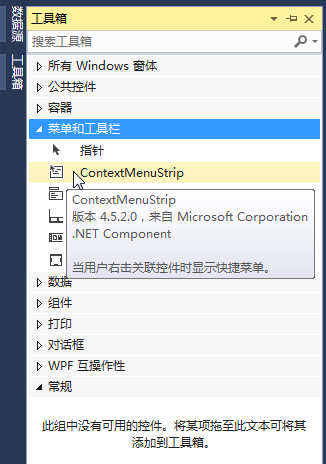 数据源
工具箱
工具箱
搜索工具箱
所有 Windows 窗体
公共控件
容器
菜单和工具栏
指针
ContextMenuStrip
ContextMenuStrip
版本 4.5.2.0，来自 Microsoft Corporation
.NET Component
当用户右击关联控件时显示快捷菜单。
数据
组件
打印
对话框
WPF 互操作性
常规
此组中没有可用的控件。将某项拖至此文本可将其
添加到工具箱。